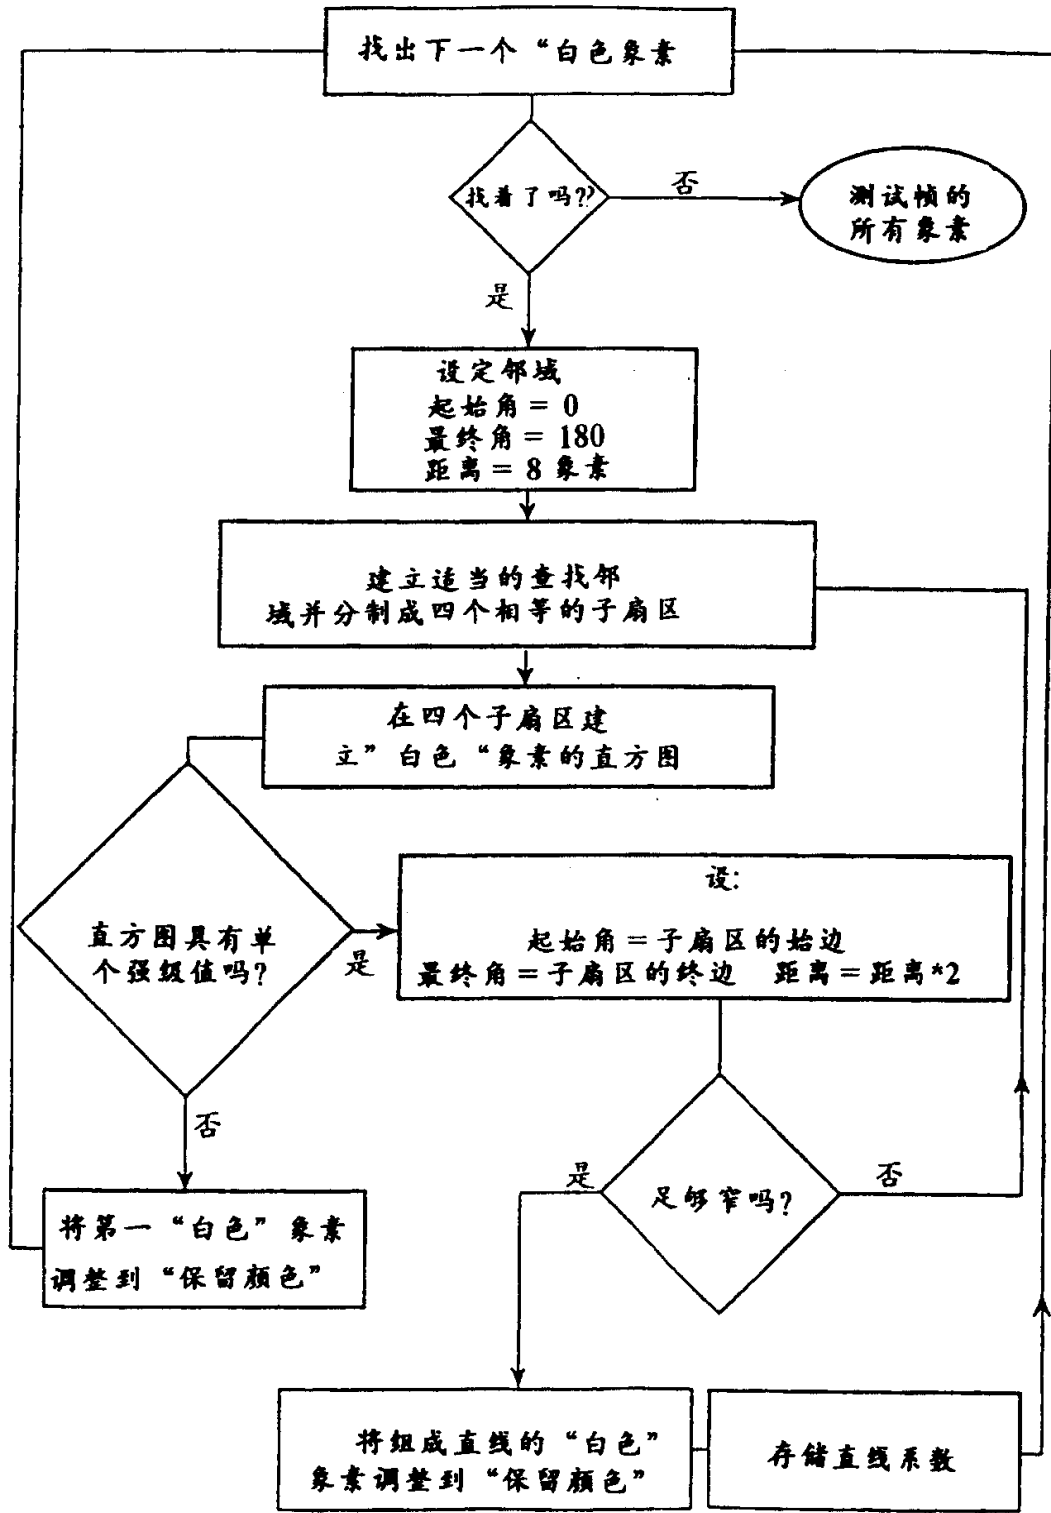 找出下一个“白色象素
找着了吗??
否
测试帧的
所有象素
是
设定邻域
起始角 = 0
最终角 = 180
距离 = 8 象素
建立适当的查找邻
域并分制成四个相等的子扇区
在四个子扇区建
立”白色“象素的直方图
直方图具有单
个强级值吗?
是
设:
起始角 = 子扇区的始边
最终角 = 子扇区的终边 距离 = 距离*2
否
是
足够窄吗?
否
将第一“白色”象素
调整到“保留颜色”
将组成直线的“白色”
象素调整到“保留颜色”
存储直线系数